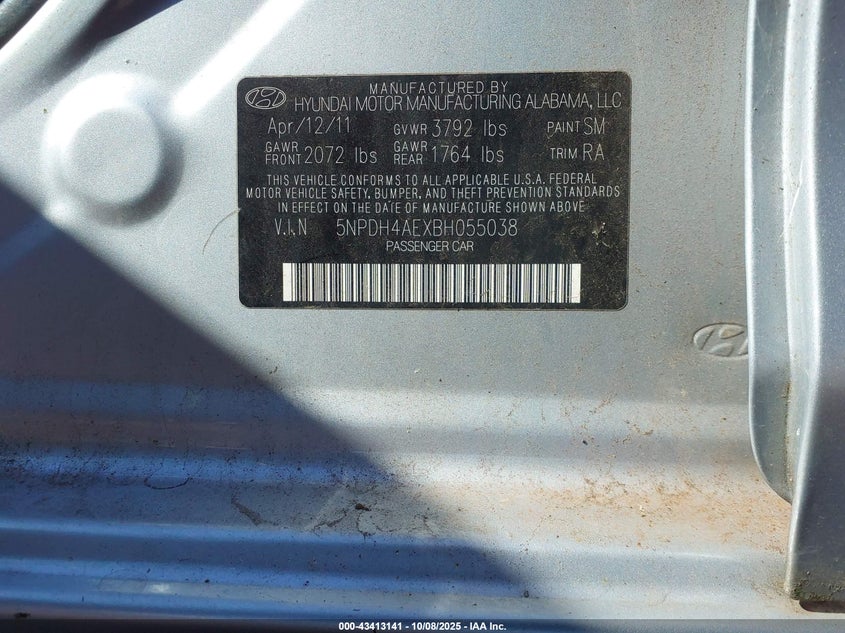 MANUFACTURED BY
HYUNDAI MOTOR MANUFACTURING ALABAMA, LLC
Apr/12/11 GVWR 3792 lbs PAINT SM
GAWR FRONT 2072 lbs GAWR REAR 1764 lbs TRIM RA
THIS VEHICLE CONFORMS TO ALL APPLICABLE U.S.A. FEDERAL
MOTOR VEHICLE SAFETY, BUMPER, AND THEFT PREVENTION STANDARDS
IN EFFECT ON THE DATE OF MANUFACTURE SHOWN ABOVE.
V.I.N 5NPDH4AEXBH055038
PASSENGER CAR
000-43413141 - 10/08/2025 - IAA Inc.